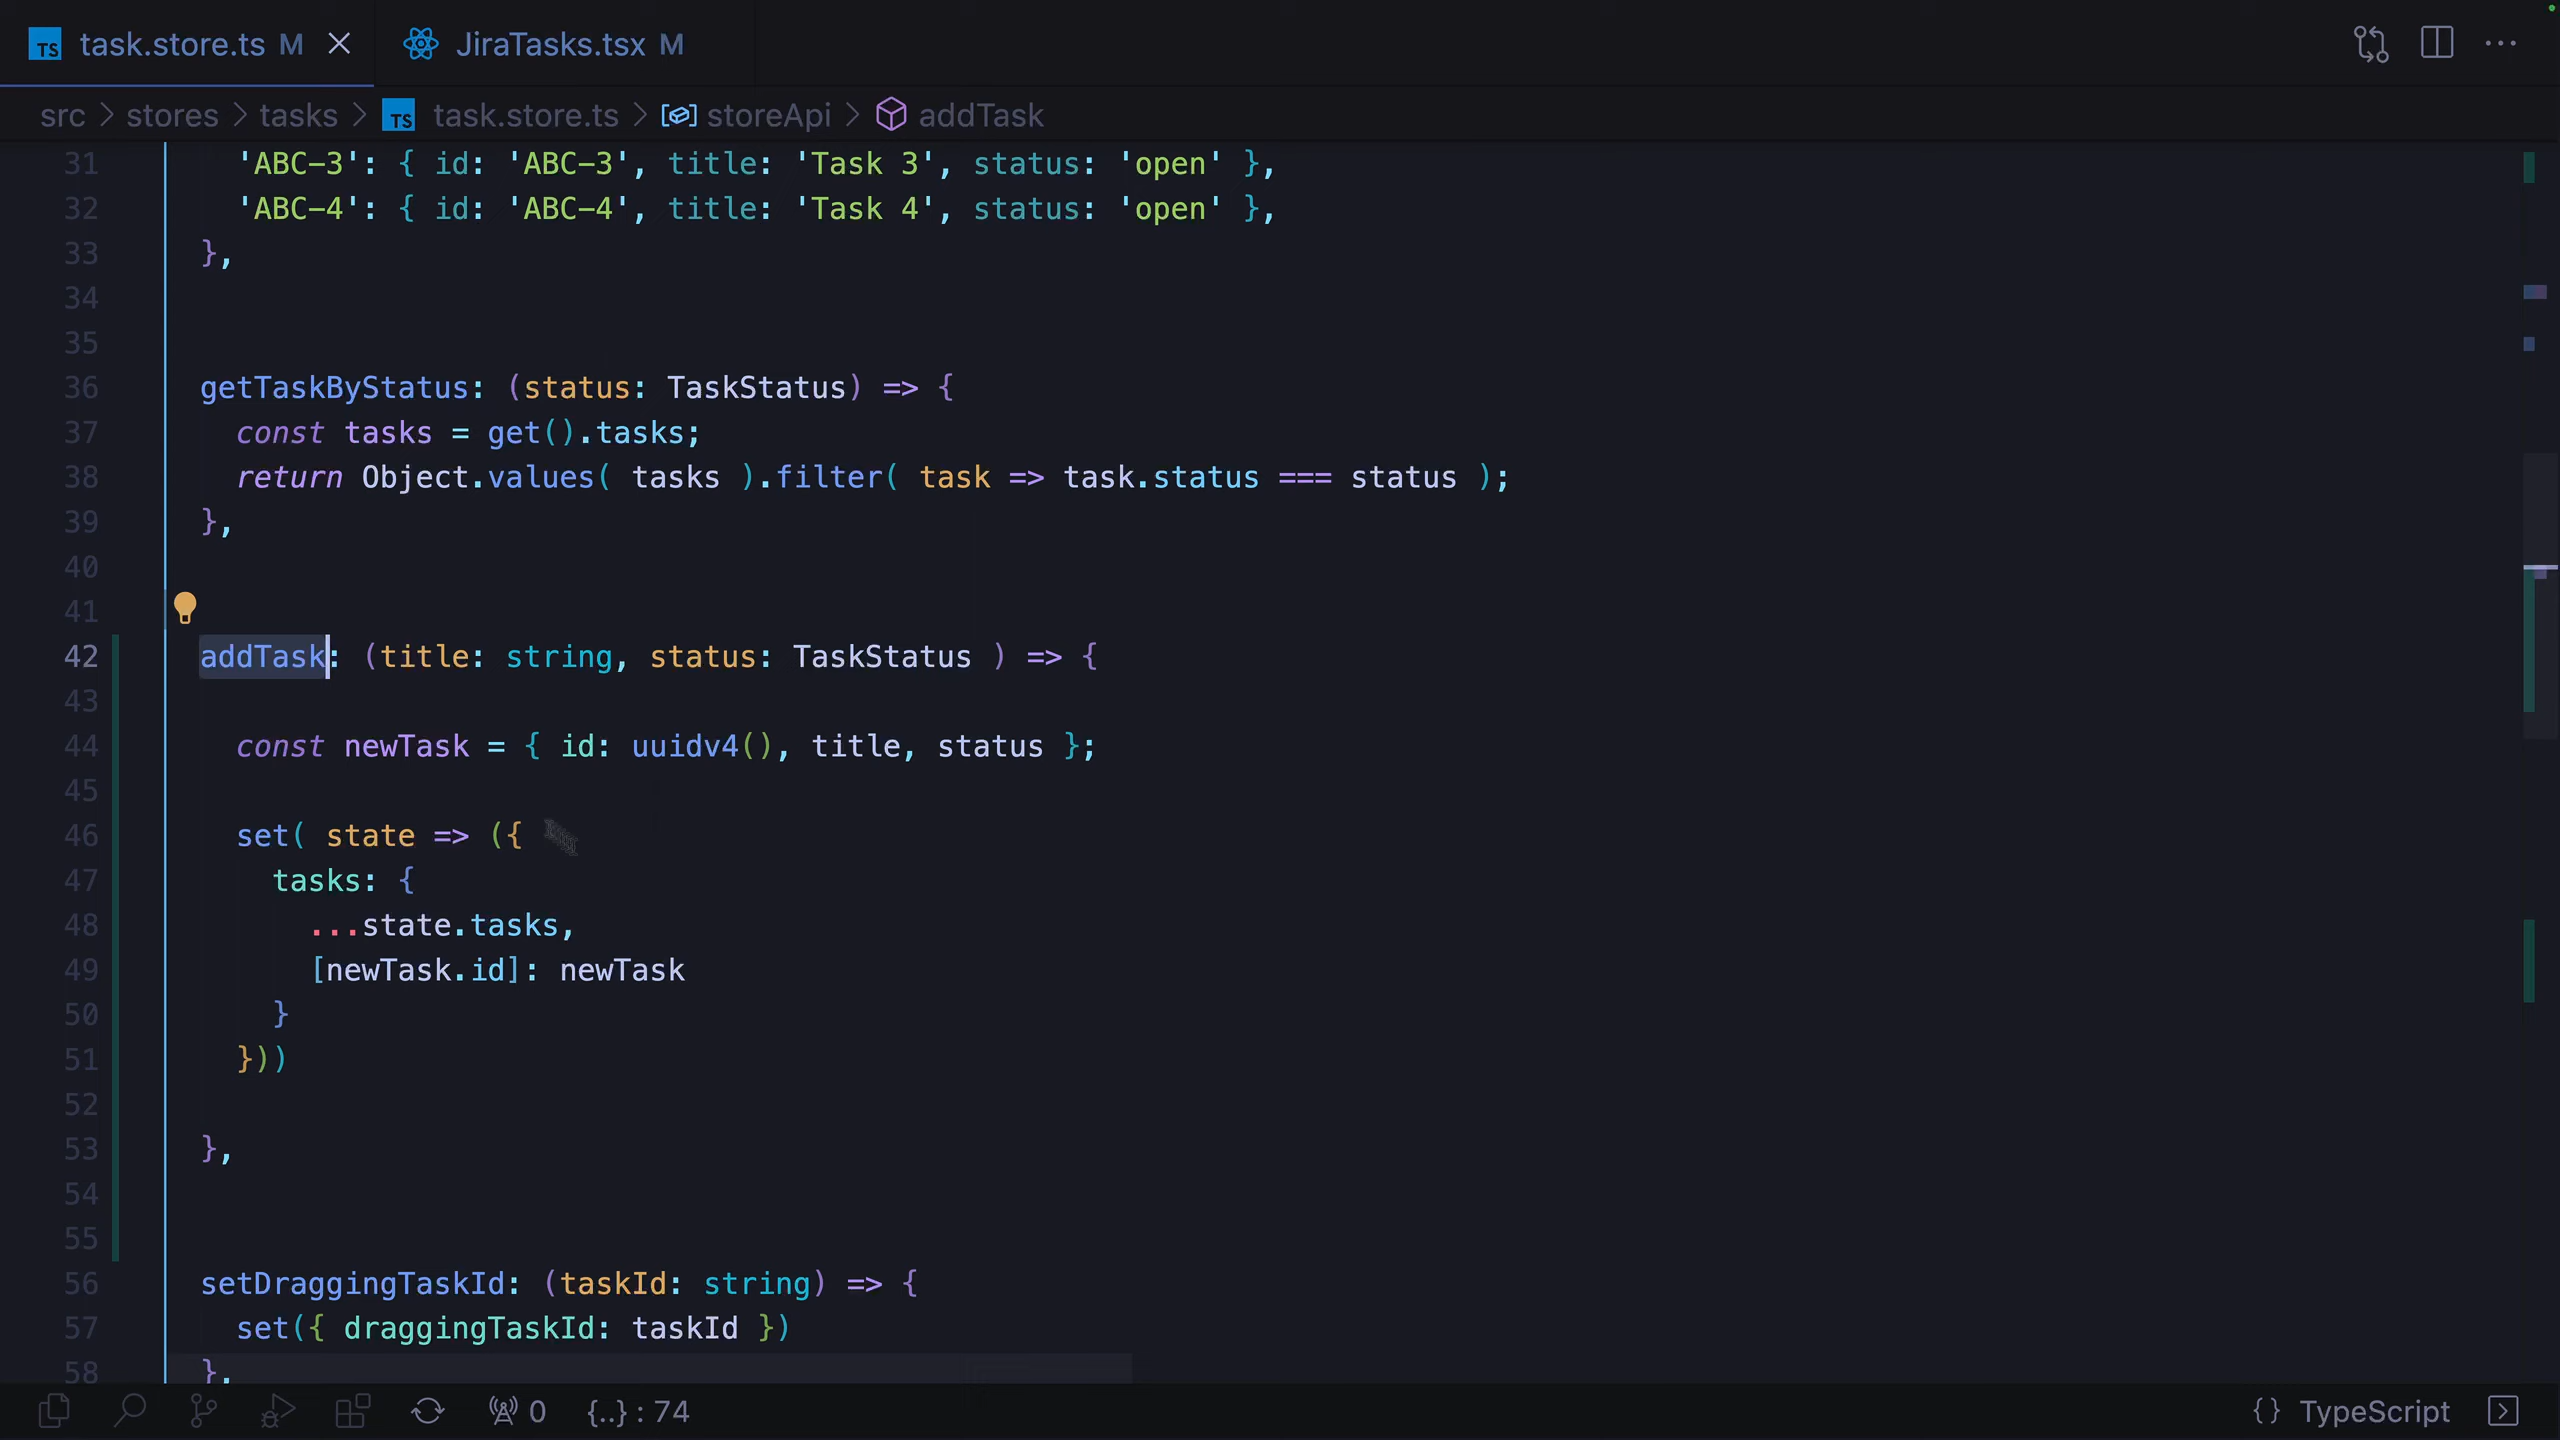 TS task.store.ts M
JiraTasks.tsx M
src > stores > tasks > TS task.store.ts > storeApi > addTask
31 'ABC-3': { id: 'ABC-3', title: 'Task 3', status: 'open' },
32 'ABC-4': { id: 'ABC-4', title: 'Task 4', status: 'open' },
33 },
34
35
36 getTaskByStatus: (status: TaskStatus) => {
37 const tasks = get().tasks;
38 return Object.values( tasks ).filter( task => task.status === status );
39 },
40
41
42 addTask: (title: string, status: TaskStatus ) => {
43
44 const newTask = { id: uuidv4(), title, status };
45
46 set( state => ({
47 tasks: {
48 ...state.tasks,
49 [newTask.id]: newTask
50 }
51 }))
52
53 },
54
55
56 setDraggingTaskId: (taskId: string) => {
57 set({ draggingTaskId: taskId })
58 },
0 {..} : 74 {} TypeScript